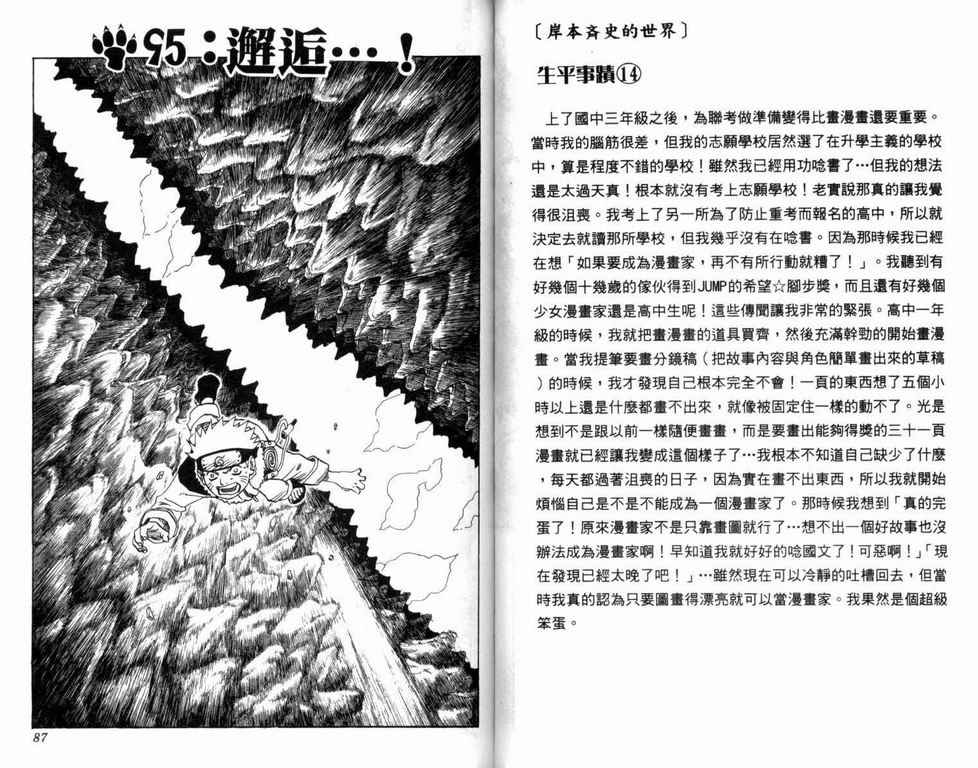 95：邂逅…！
87
〔岸本斉史的世界〕
生平事蹟⑭
上了國中三年級之後，為聯考做準備變得比畫漫畫還要重要。
當時我的腦筋很差，但我的志願學校居然選了在升學主義的學校
中，算是程度不錯的學校！雖然我已經用功唸書了…但我的想法
還是太過天真！根本就沒有考上志願學校！老實說那真的讓我覺
得很沮喪。我考上了另一所為了防止重考而報名的高中，所以就
決定去就讀那所學校，但我幾乎沒有在唸書。因為那時候我已經
在想「如果要成為漫畫家，再不有所行動就糟了！」。我聽到有
好幾個十幾歲的傢伙得到JUMP的希望☆腳步獎，而且還有好幾個
少女漫畫家還是高中生呢！這些傳聞讓我非常的緊張。高中一年
級的時候，我就把畫漫畫的道具買齊，然後充滿幹勁的開始畫漫
畫。當我提筆要畫分鏡稿（把故事內容與角色簡單畫出來的草稿
）的時候，我才發現自己根本完全不會！一頁的東西想了五個小
時以上還是什麼都畫不出來，就像被固定住一樣的動不了。光是
想到不是跟以前一樣隨便畫畫，而是要畫出能夠得獎的三十一頁
漫畫就已經讓我變成這個樣子了…我根本不知道自己缺少了什麼
，每天都過著沮喪的日子，因為實在畫不出東西，所以我就開始
煩惱自己是不是不能成為一個漫畫家了。那時候我想到「真的完
蛋了！原來漫畫家不是只靠畫圖就行了…想不出一個好故事也沒
辦法成為漫畫家啊！早知道我就好好的唸國文了！可惡啊！」「現
在發現已經太晚了吧！」…雖然現在可以冷靜的吐槽回去，但當
時我真的認為只要圖畫得漂亮就可以當漫畫家。我果然是個超級
笨蛋。